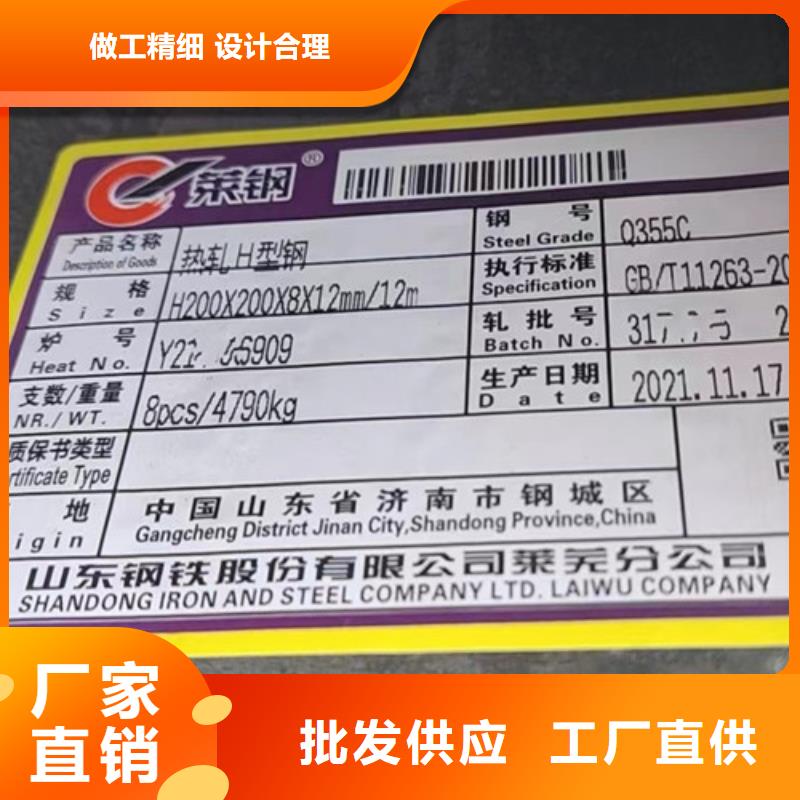 做工精细 设计合理
莱钢®
产品名称 热轧H型钢 钢号 Q355C
Description of Goods Steel Grade
规格 H200X200X8X12mm/12m 执行标准 GB/T11263-20
Size Specification
炉号 轧批号
Heat No. Batch No.
支数/重量 8pcs/4790kg 生产日期 2021.11.17
NR./WT. Date
质保书类型
Certificate Type
地 中国山东省济南市钢城区
igin Gangcheng District Jinan City,Shandong Province,China
山东钢铁股份有限公司莱芜分公司
SHANDONG IRON AND STEEL COMPANY LTD. LAIWU COMPANY
厂家
直销
批发供应 工厂直供